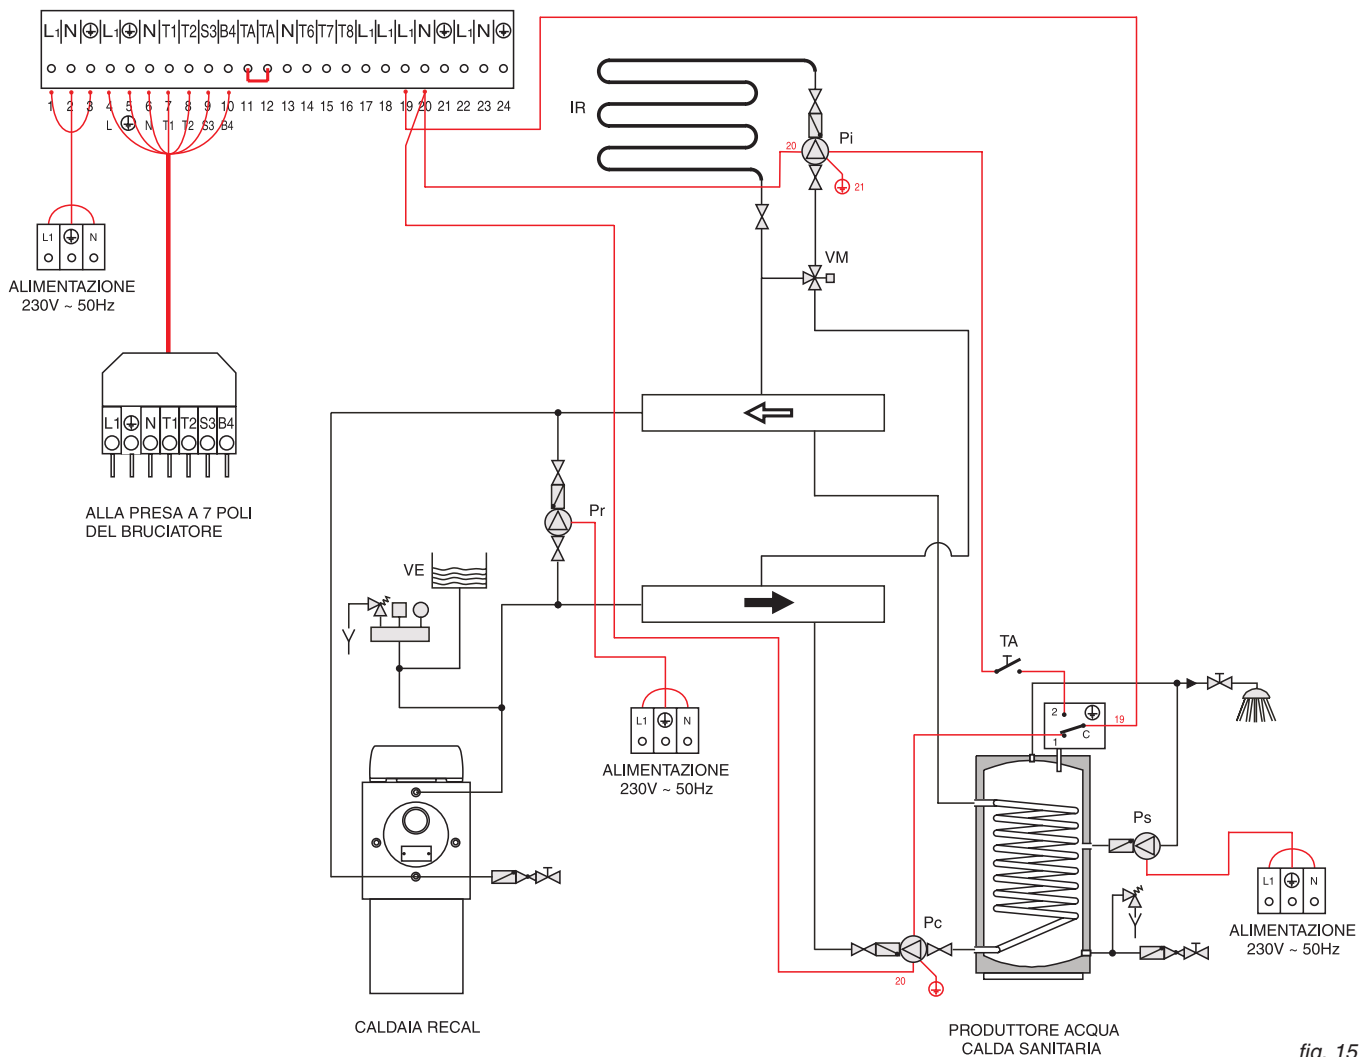 L1 N L1 N T1 T2 S3 B4 TA TA N T6 T7 T8 L1 L1 L1 N L1 N
1 2 3 4 5 6 7 8 9 10 11 12 13 14 15 16 17 18 19 20 21 22 23 24
L N T1 T2 S3 B4
IR
20
Pi
21
L1 N
ALIMENTAZIONE
230V ~ 50Hz
VM
L1 N T1 T2 S3 B4
ALLA PRESA A 7 POLI
DEL BRUCIATORE
Pr
VE
TA
2
19
1
C
L1 N
ALIMENTAZIONE
230V ~ 50Hz
Ps
L1 N
ALIMENTAZIONE
230V ~ 50Hz
Pc
20
CALDAIA RECAL
PRODUTTORE ACQUA
CALDA SANITARIA
fig. 15